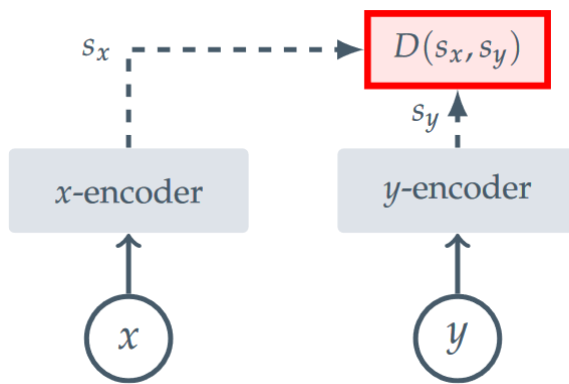 s_x
D(s_x, s_y)
s_y
x-encoder
y-encoder
x
y